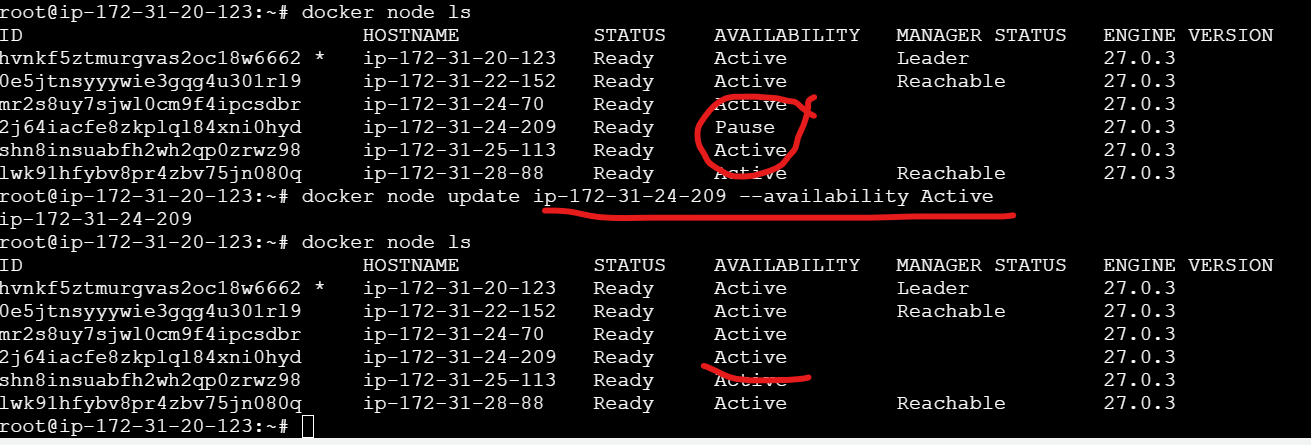 root@ip-172-31-20-123:~# docker node ls
ID HOSTNAME STATUS AVAILABILITY MANAGER STATUS ENGINE VERSION
hvnkf5ztmurgvas2oc18w6662 * ip-172-31-20-123 Ready Active Leader 27.0.3
0e5jtnsyyywie3gqg4u301rl9 ip-172-31-22-152 Ready Active Reachable 27.0.3
mr2s8uy7sjwl0cm9f4ipcsdbr ip-172-31-24-70 Ready Active 27.0.3
2j64iacfe8zkplql84xni0hyd ip-172-31-24-209 Ready Pause 27.0.3
shn8insuabfh2wh2qp0zrwz98 ip-172-31-25-113 Ready Active 27.0.3
lwk91hfybv8pr4zbv75jn080q ip-172-31-28-88 Ready Active Reachable 27.0.3
root@ip-172-31-20-123:~# docker node update ip-172-31-24-209 --availability Active
ip-172-31-24-209
root@ip-172-31-20-123:~# docker node ls
ID HOSTNAME STATUS AVAILABILITY MANAGER STATUS ENGINE VERSION
hvnkf5ztmurgvas2oc18w6662 * ip-172-31-20-123 Ready Active Leader 27.0.3
0e5jtnsyyywie3gqg4u301rl9 ip-172-31-22-152 Ready Active Reachable 27.0.3
mr2s8uy7sjwl0cm9f4ipcsdbr ip-172-31-24-70 Ready Active 27.0.3
2j64iacfe8zkplql84xni0hyd ip-172-31-24-209 Ready Active 27.0.3
shn8insuabfh2wh2qp0zrwz98 ip-172-31-25-113 Ready Active 27.0.3
lwk91hfybv8pr4zbv75jn080q ip-172-31-28-88 Ready Active Reachable 27.0.3
root@ip-172-31-20-123:~#